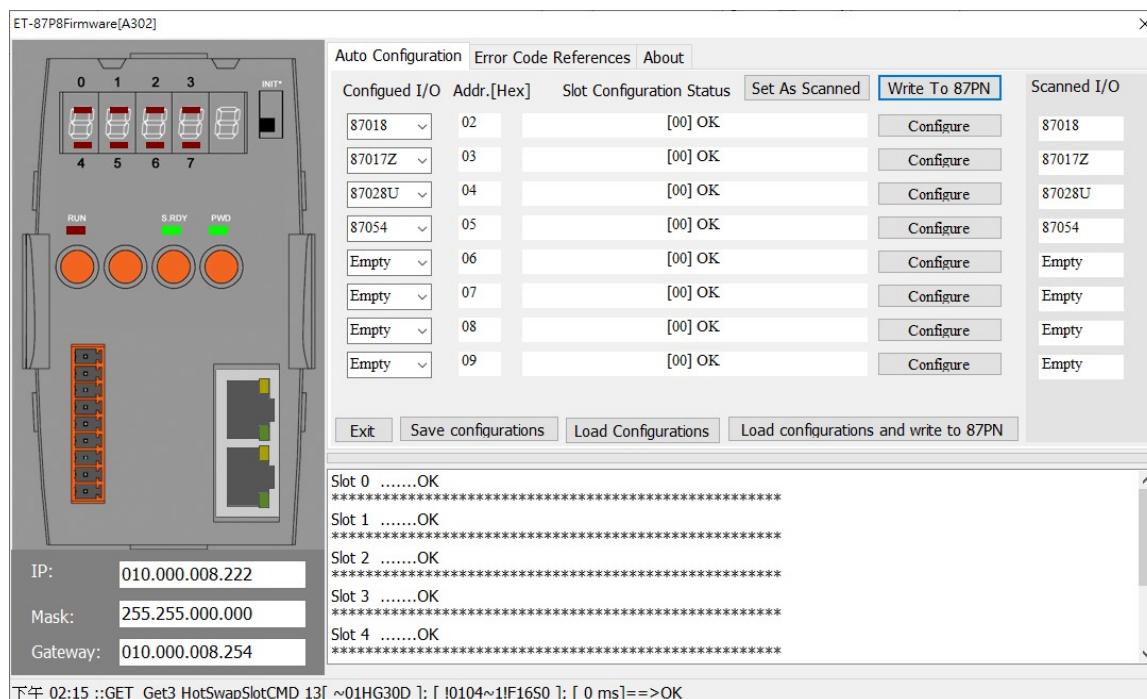 ET-87P8Firmware[A302]
0 1 2 3 INIT*
4 5 6 7
RUN S.RDY PWD
IP: 010.000.008.222
Mask: 255.255.000.000
Gateway: 010.000.008.254
Auto Configuration Error Code References About
Configued I/O Addr.[Hex] Slot Configuration Status Set As Scanned Write To 87PN Scanned I/O
87018 02 [00] OK Configure 87018
87017Z 03 [00] OK Configure 87017Z
87028U 04 [00] OK Configure 87028U
87054 05 [00] OK Configure 87054
Empty 06 [00] OK Configure Empty
Empty 07 [00] OK Configure Empty
Empty 08 [00] OK Configure Empty
Empty 09 [00] OK Configure Empty
Exit Save configurations Load Configurations Load configurations and write to 87PN
Slot 0 .......OK
******************************************************
Slot 1 .......OK
******************************************************
Slot 2 .......OK
******************************************************
Slot 3 .......OK
******************************************************
Slot 4 .......OK
******************************************************
下午 02:15 ::GET_Get3_HotSwapSlotCMD_13[ ~01HG30D ]; [ !0104~1!F16S0 ]; [ 0 ms]==>OK